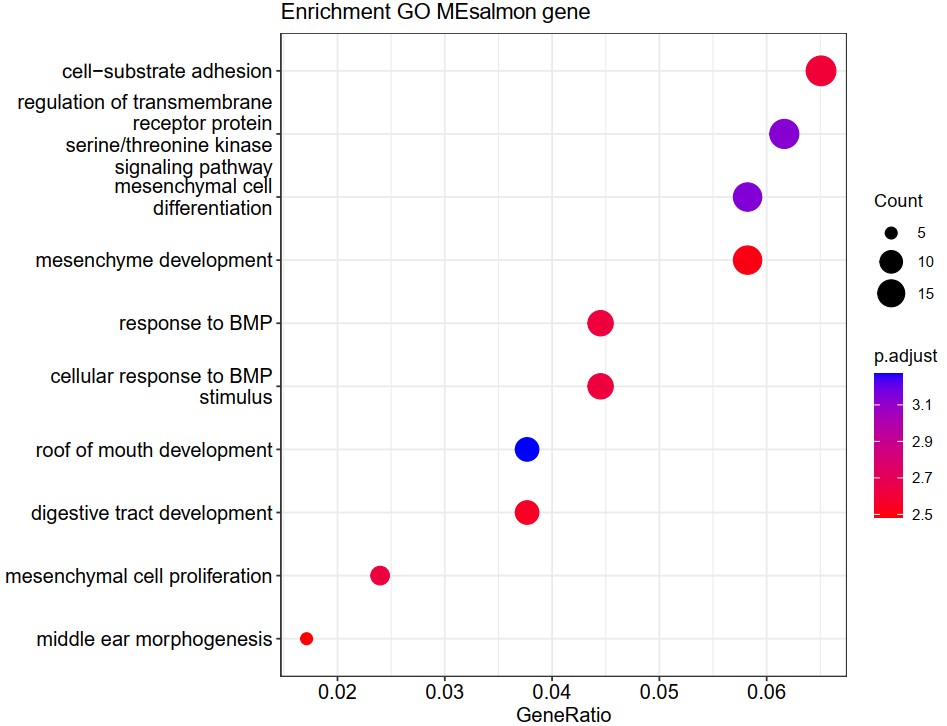 Enrichment GO MEsalmon gene
cell−substrate adhesion
regulation of transmembrane
receptor protein
serine/threonine kinase
signaling pathway
mesenchymal cell
differentiation
mesenchyme development
response to BMP
cellular response to BMP
stimulus
roof of mouth development
digestive tract development
mesenchymal cell proliferation
middle ear morphogenesis
0.02 0.03 0.04 0.05 0.06
GeneRatio
Count
5
10
15
p.adjust
3.1
2.9
2.7
2.5